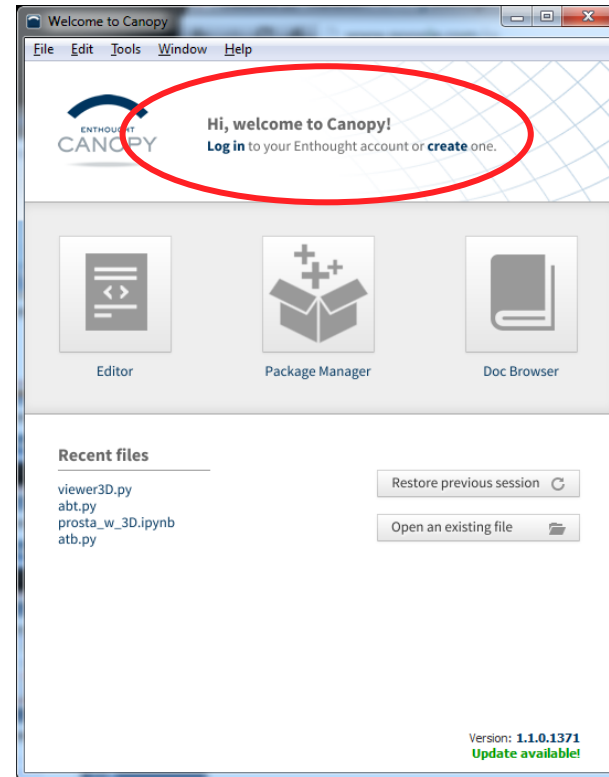 Welcome to Canopy
File Edit Tools Window Help
ENTHOUGHT
CANOPY
Hi, welcome to Canopy!
Log in to your Enthought account or create one.
Editor
Package Manager
Doc Browser
Recent files
viewer3D.py
abt.py
prosta_w_3D.ipynb
atb.py
Restore previous session
Open an existing file
Version: 1.1.0.1371
Update available!